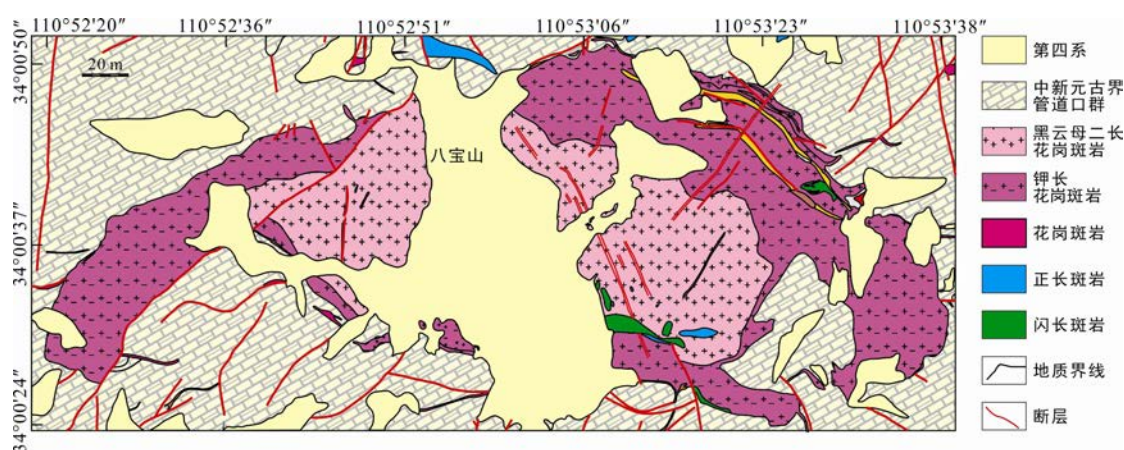 110°52′20″ 110°52′36″ 110°52′51″ 110°53′06″ 110°53′23″ 110°53′38″
34°00′50″
34°00′37″
34°00′24″
20 m
八宝山
第四系
中新元古界
管道口群
黑云母二长
花岗斑岩
钾长
花岗斑岩
花岗斑岩
正长斑岩
闪长斑岩
地质界线
断层